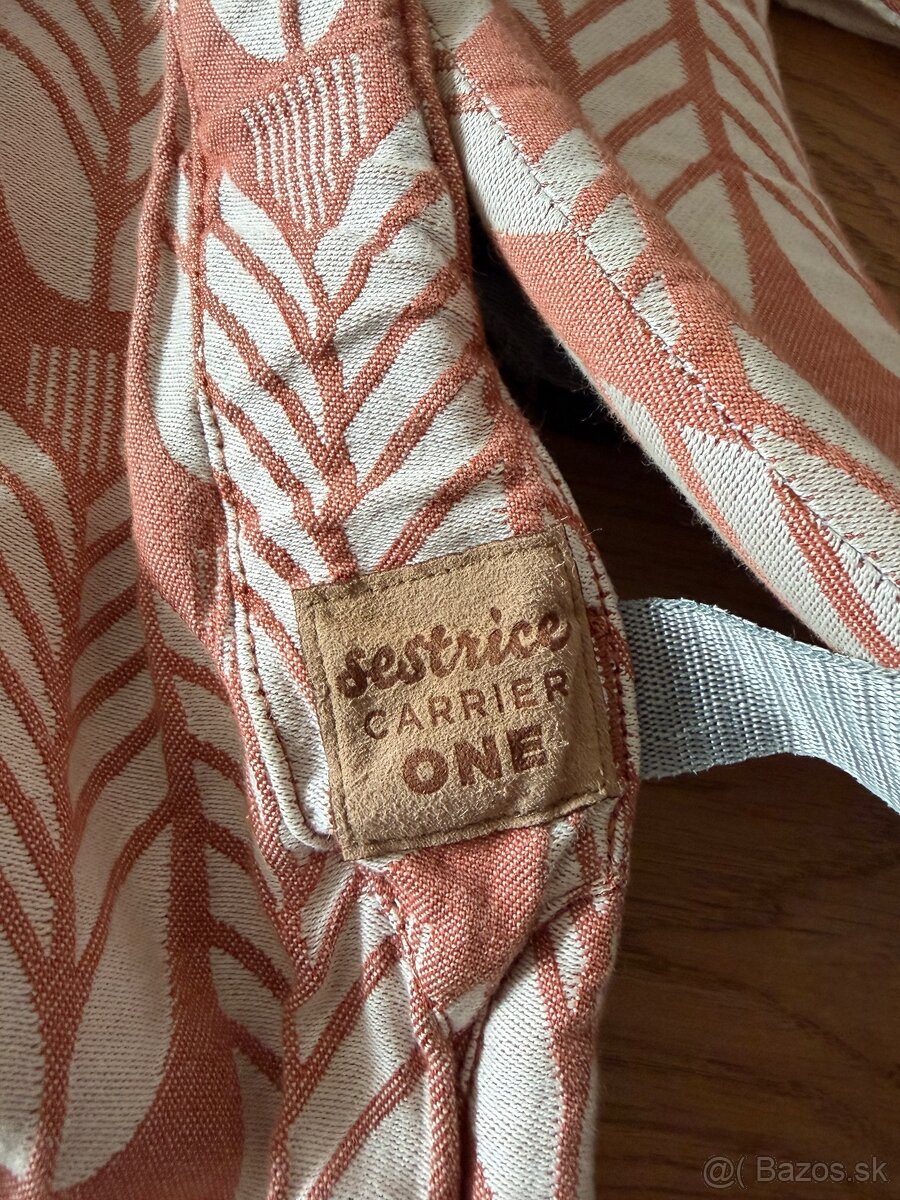 sestrice
CARRIER
ONE
@( Bazos.sk